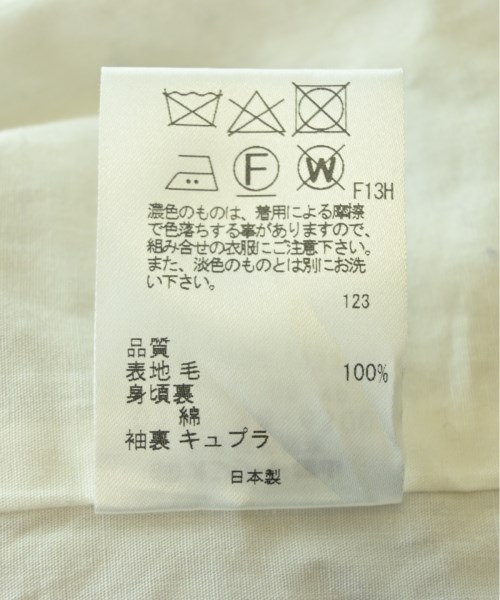 F
W
F13H
濃色のものは、着用による摩擦
で色落ちする事がありますので、
組み合せの衣服にご注意下さい。
また、淡色のものとは別にお洗
い下さい。
123
品質
表地 毛 100%
身頃裏
綿
袖裏 キュプラ
日本製